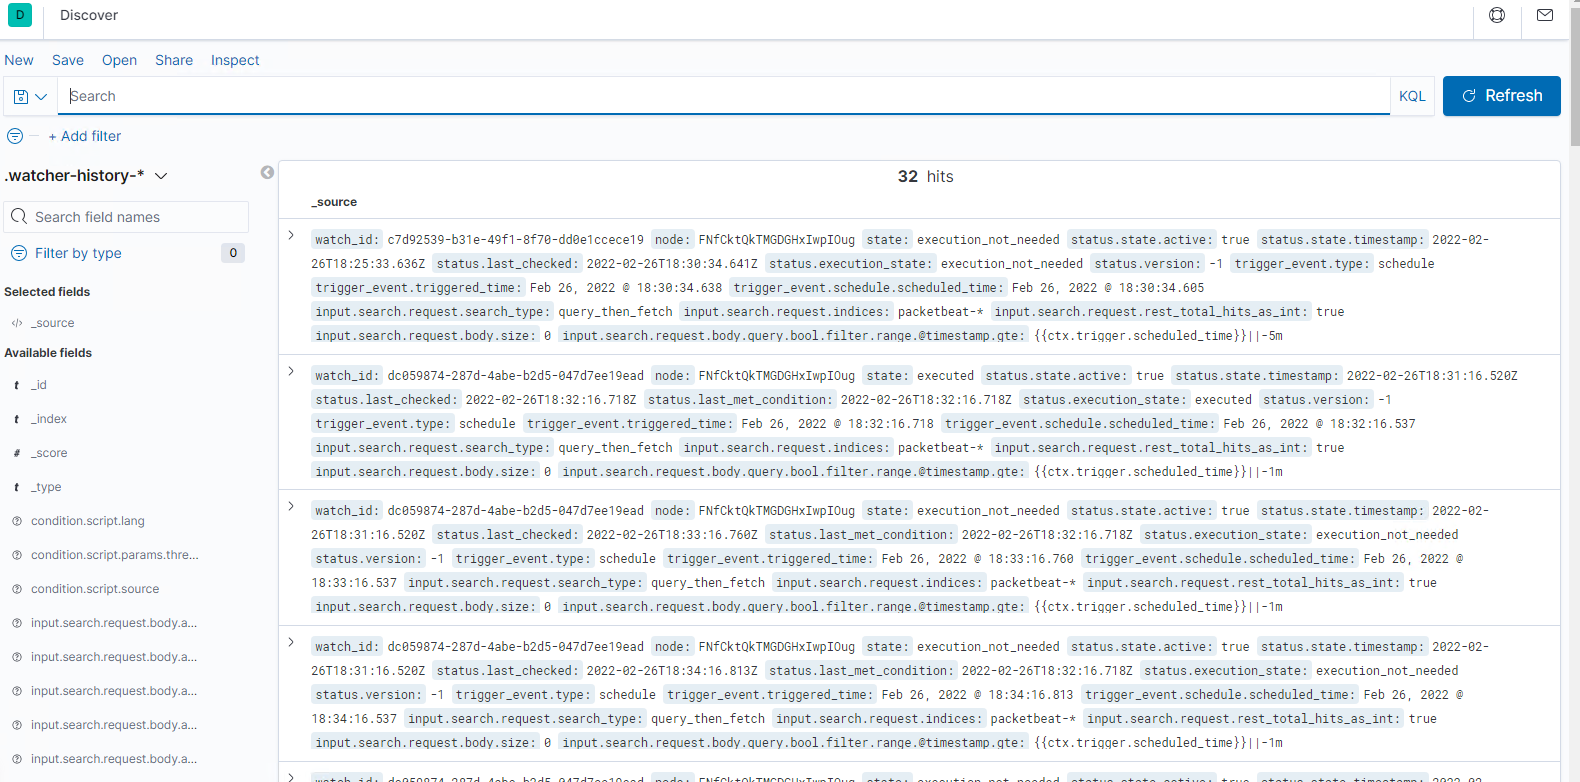 D Discover
New Save Open Share Inspect
Search KQL Refresh
+ Add filter
.watcher-history-*
Search field names
Filter by type 0
Selected fields
_source
Available fields
t _id
t _index
# _score
t _type
condition.script.lang
condition.script.params.thre...
condition.script.source
input.search.request.body.a...
input.search.request.body.a...
input.search.request.body.a...
input.search.request.body.a...
input.search.request.body.a...
32 hits
_source
watch_id: c7d92539-b31e-49f1-8f70-dd0e1ccece19 node: FNfCktQkTMGDGHxIwpIOug state: execution_not_needed status.state.active: true status.state.timestamp: 2022-02-
26T18:25:33.636Z status.last_checked: 2022-02-26T18:30:34.641Z status.execution_state: execution_not_needed status.version: -1 trigger_event.type: schedule
trigger_event.triggered_time: Feb 26, 2022 @ 18:30:34.638 trigger_event.schedule.scheduled_time: Feb 26, 2022 @ 18:30:34.605
input.search.request.search_type: query_then_fetch input.search.request.indices: packetbeat-* input.search.request.rest_total_hits_as_int: true
input.search.request.body.size: 0 input.search.request.body.query.bool.filter.range.@timestamp.gte: {{ctx.trigger.scheduled_time}}||-5m
watch_id: dc059874-287d-4abe-b2d5-047d7ee19ead node: FNfCktQkTMGDGHxIwpIOug state: executed status.state.active: true status.state.timestamp: 2022-02-26T18:31:16.520Z
status.last_checked: 2022-02-26T18:32:16.718Z status.last_met_condition: 2022-02-26T18:32:16.718Z status.execution_state: executed status.version: -1
trigger_event.type: schedule trigger_event.triggered_time: Feb 26, 2022 @ 18:32:16.718 trigger_event.schedule.scheduled_time: Feb 26, 2022 @ 18:32:16.537
input.search.request.search_type: query_then_fetch input.search.request.indices: packetbeat-* input.search.request.rest_total_hits_as_int: true
input.search.request.body.size: 0 input.search.request.body.query.bool.filter.range.@timestamp.gte: {{ctx.trigger.scheduled_time}}||-1m
watch_id: dc059874-287d-4abe-b2d5-047d7ee19ead node: FNfCktQkTMGDGHxIwpIOug state: execution_not_needed status.state.active: true status.state.timestamp: 2022-02-
26T18:31:16.520Z status.last_checked: 2022-02-26T18:33:16.760Z status.last_met_condition: 2022-02-26T18:32:16.718Z status.execution_state: execution_not_needed
status.version: -1 trigger_event.type: schedule trigger_event.triggered_time: Feb 26, 2022 @ 18:33:16.760 trigger_event.schedule.scheduled_time: Feb 26, 2022 @
18:33:16.537 input.search.request.search_type: query_then_fetch input.search.request.indices: packetbeat-* input.search.request.rest_total_hits_as_int: true
input.search.request.body.size: 0 input.search.request.body.query.bool.filter.range.@timestamp.gte: {{ctx.trigger.scheduled_time}}||-1m
watch_id: dc059874-287d-4abe-b2d5-047d7ee19ead node: FNfCktQkTMGDGHxIwpIOug state: execution_not_needed status.state.active: true status.state.timestamp: 2022-02-
26T18:31:16.520Z status.last_checked: 2022-02-26T18:34:16.813Z status.last_met_condition: 2022-02-26T18:32:16.718Z status.execution_state: execution_not_needed
status.version: -1 trigger_event.type: schedule trigger_event.triggered_time: Feb 26, 2022 @ 18:34:16.813 trigger_event.schedule.scheduled_time: Feb 26, 2022 @
18:34:16.537 input.search.request.search_type: query_then_fetch input.search.request.indices: packetbeat-* input.search.request.rest_total_hits_as_int: true
input.search.request.body.size: 0 input.search.request.body.query.bool.filter.range.@timestamp.gte: {{ctx.trigger.scheduled_time}}||-1m